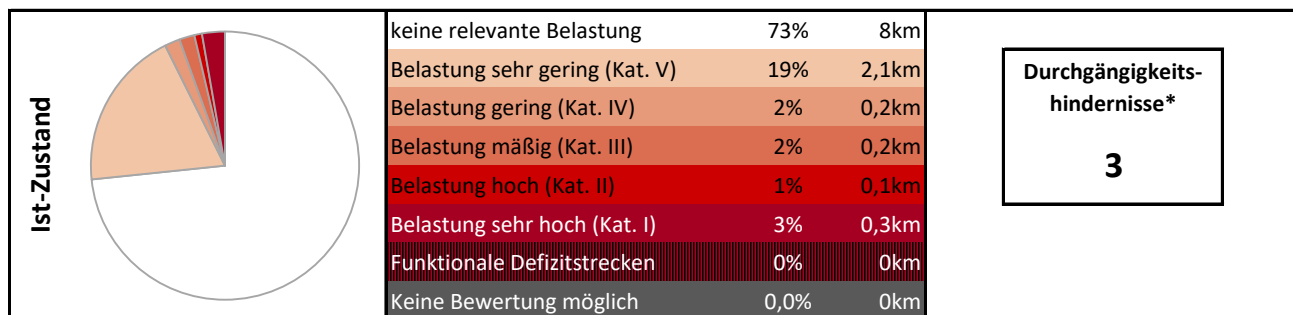 Ist-Zustand
keine relevante Belastung 73% 8km
Belastung sehr gering (Kat. V) 19% 2,1km
Belastung gering (Kat. IV) 2% 0,2km
Belastung mäßig (Kat. III) 2% 0,2km
Belastung hoch (Kat. II) 1% 0,1km
Belastung sehr hoch (Kat. I) 3% 0,3km
Funktionale Defizitstrecken 0% 0km
Keine Bewertung möglich 0,0% 0km
Durchgängigkeits-
hindernisse*
3